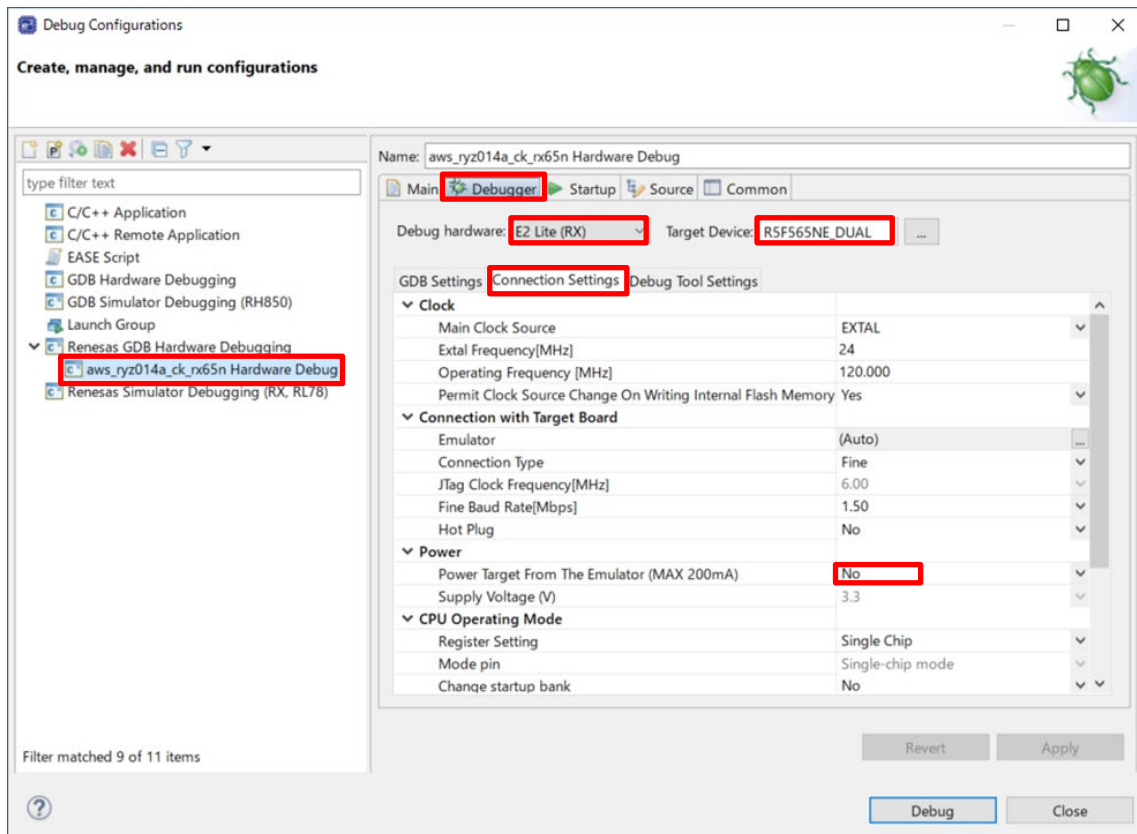 Debug Configurations
Create, manage, and run configurations
type filter text
C/C++ Application
C/C++ Remote Application
EASE Script
GDB Hardware Debugging
GDB Simulator Debugging (RH850)
Launch Group
Renesas GDB Hardware Debugging
aws_ryz014a_ck_rx65n Hardware Debug
Renesas Simulator Debugging (RX, RL78)
Filter matched 9 of 11 items
Name: aws_ryz014a_ck_rx65n Hardware Debug
Main Debugger Startup Source Common
Debug hardware: E2 Lite (RX) Target Device: R5F565NE_DUAL ...
GDB Settings Connection Settings Debug Tool Settings
Clock
Main Clock Source EXTAL
Extal Frequency[MHz] 24
Operating Frequency [MHz] 120.000
Permit Clock Source Change On Writing Internal Flash Memory Yes
Connection with Target Board
Emulator (Auto) ...
Connection Type Fine
JTag Clock Frequency[MHz] 6.00
Fine Baud Rate[Mbps] 1.50
Hot Plug No
Power
Power Target From The Emulator (MAX 200mA) No
Supply Voltage (V) 3.3
CPU Operating Mode
Register Setting Single Chip
Mode pin Single-chip mode
Change startup bank No
Revert Apply
? Debug Close